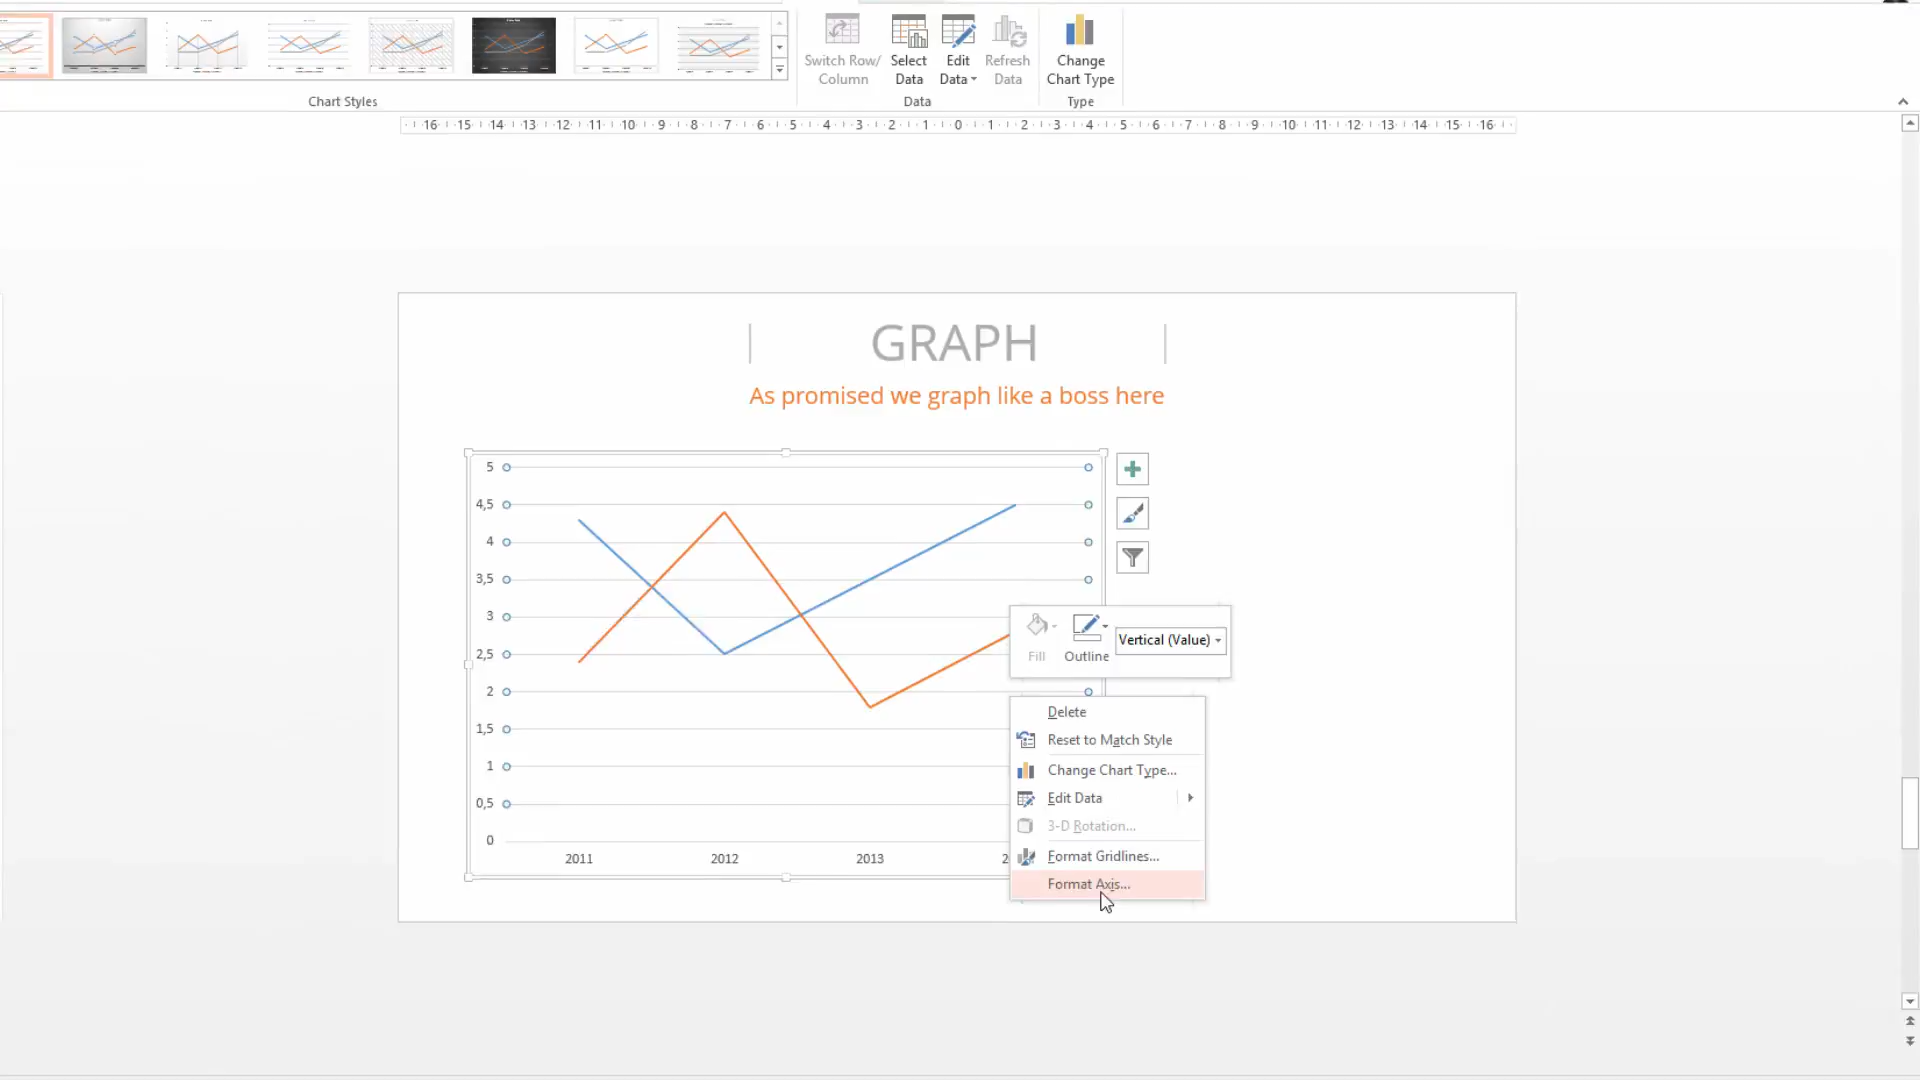 Switch Row/
Column
Select
Data
Edit
Data
Refresh
Data
Change
Chart Type
Chart Styles
Data
Type
16 15 14 13 12 11 10 9 8 7 6 5 4 3 2 1 0 1 2 3 4 5 6 7 8 9 10 11 12 13 14 15 16
GRAPH
As promised we graph like a boss here
5
4,5
4
3,5
3
2,5
2
1,5
1
0,5
0
2011
2012
2013
Fill
Outline
Vertical (Value)
Delete
Reset to Match Style
Change Chart Type...
Edit Data
3-D Rotation...
Format Gridlines...
Format Axis...